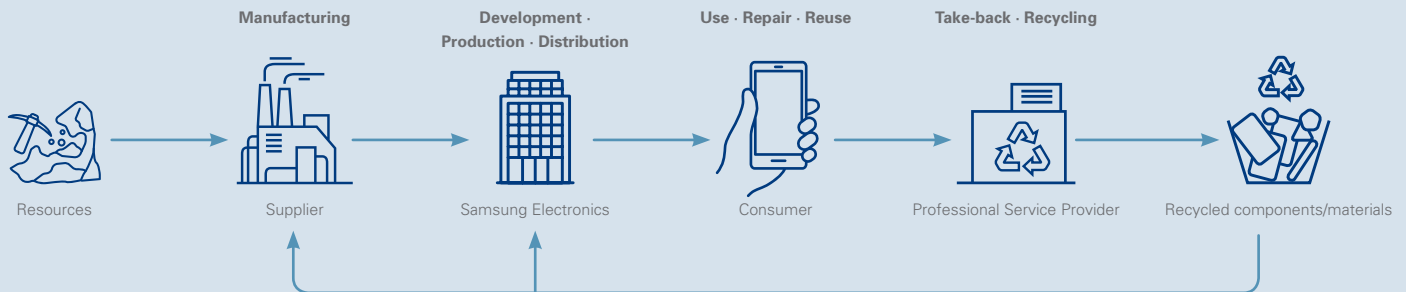 Manufacturing
Development ·
Production · Distribution
Use · Repair · Reuse
Take-back · Recycling
Resources
Supplier
Samsung Electronics
Consumer
Professional Service Provider
Recycled components/materials